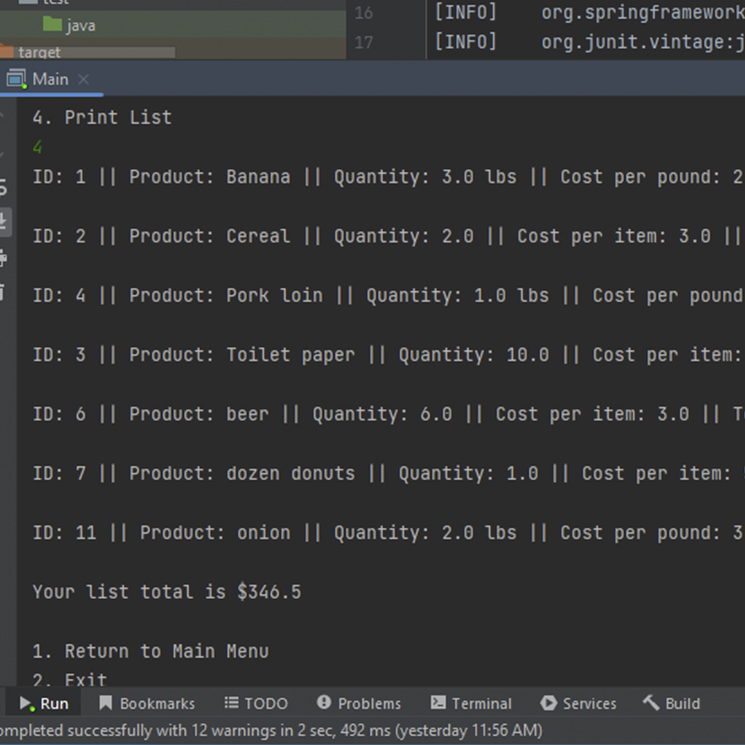 test
java
target
16 [INFO] org.springframework
17 [INFO] org.junit.vintage:j
Main
4. Print List
4
ID: 1 || Product: Banana || Quantity: 3.0 lbs || Cost per pound: 2
ID: 2 || Product: Cereal || Quantity: 2.0 || Cost per item: 3.0 ||
ID: 4 || Product: Pork loin || Quantity: 1.0 lbs || Cost per pound
ID: 3 || Product: Toilet paper || Quantity: 10.0 || Cost per item:
ID: 6 || Product: beer || Quantity: 6.0 || Cost per item: 3.0 || T
ID: 7 || Product: dozen donuts || Quantity: 1.0 || Cost per item:
ID: 11 || Product: onion || Quantity: 2.0 lbs || Cost per pound: 3
Your list total is $346.5
1. Return to Main Menu
2. Exit
Run Bookmarks TODO Problems Terminal Services Build
ompleted successfully with 12 warnings in 2 sec, 492 ms (yesterday 11:56 AM)